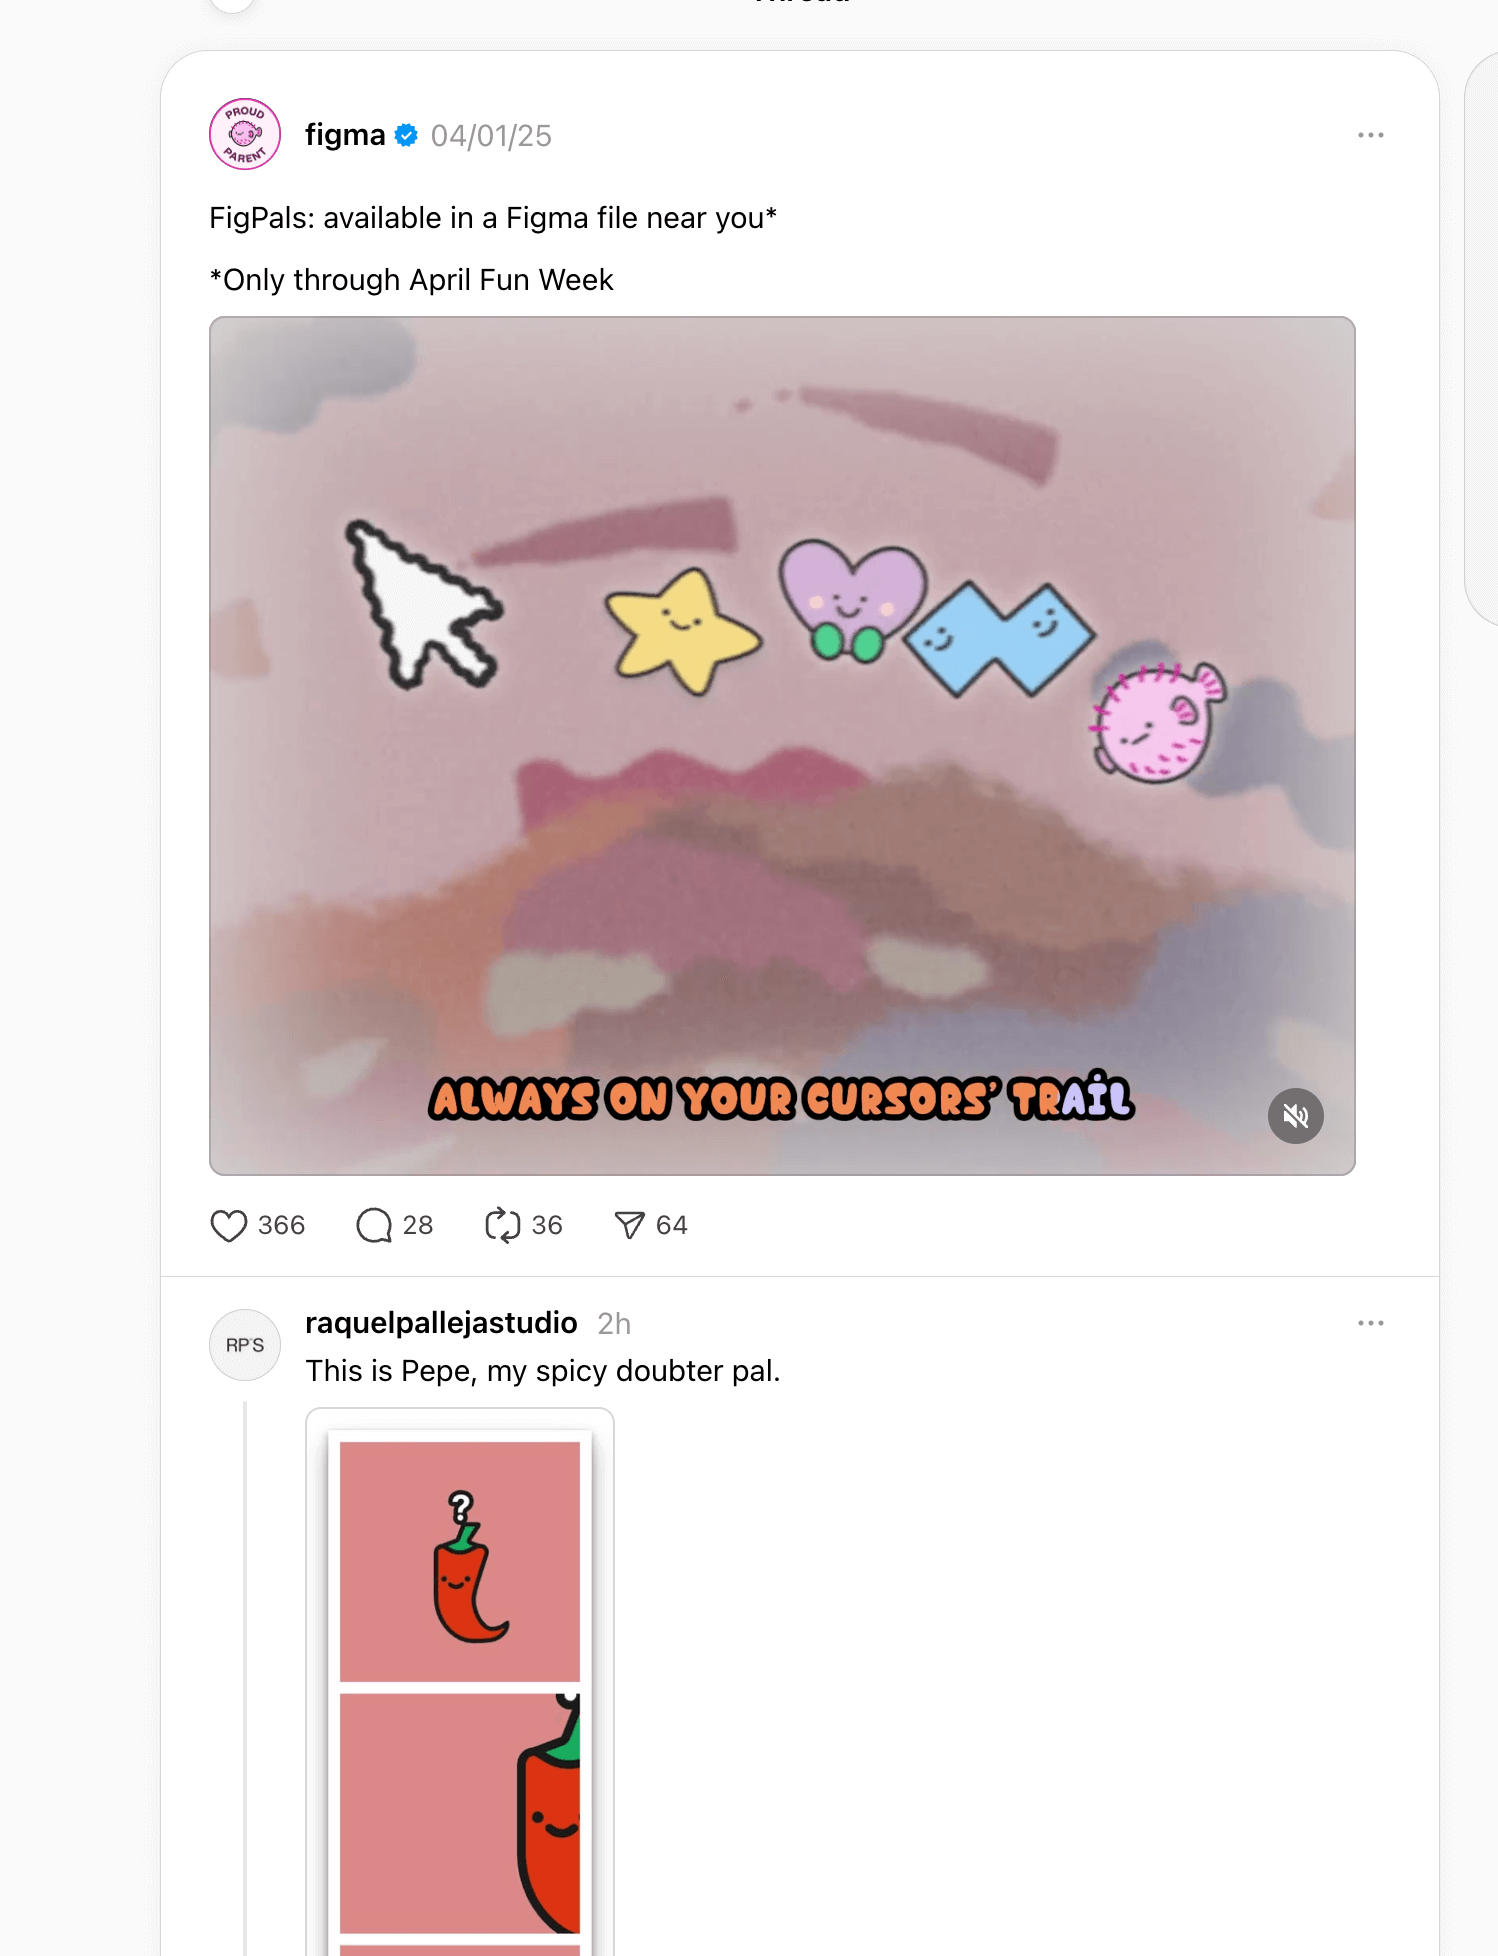 Thread
PROUD
PARENT
figma 04/01/25
FigPals: available in a Figma file near you*
*Only through April Fun Week
ALWAYS ON YOUR CURSORS' TRAIL
366 28 36 64
RP'S
raquelpallejastudio 2h
This is Pepe, my spicy doubter pal.
?